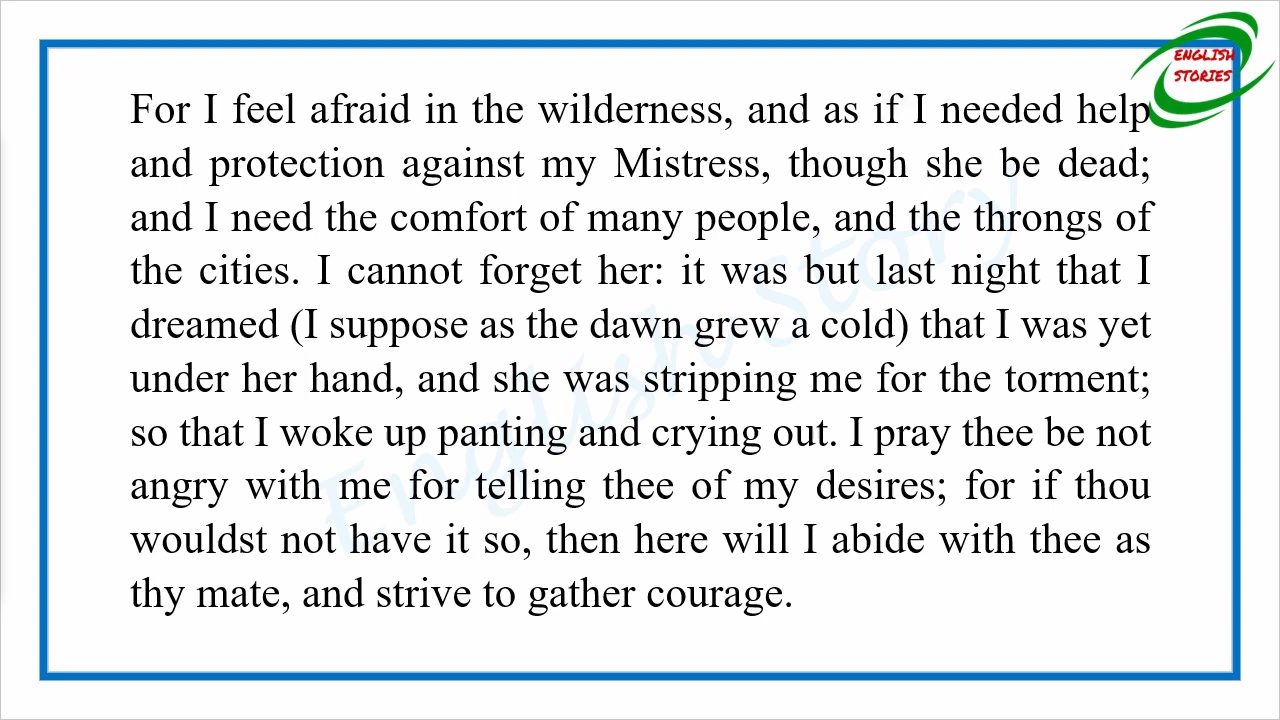 ENGLISH
STORIES
For I feel afraid in the wilderness, and as if I needed help
and protection against my Mistress, though she be dead;
and I need the comfort of many people, and the throngs of
the cities. I cannot forget her: it was but last night that I
dreamed (I suppose as the dawn grew a cold) that I was yet
under her hand, and she was stripping me for the torment;
so that I woke up panting and crying out. I pray thee be not
angry with me for telling thee of my desires; for if thou
wouldst not have it so, then here will I abide with thee as
thy mate, and strive to gather courage.
English Story